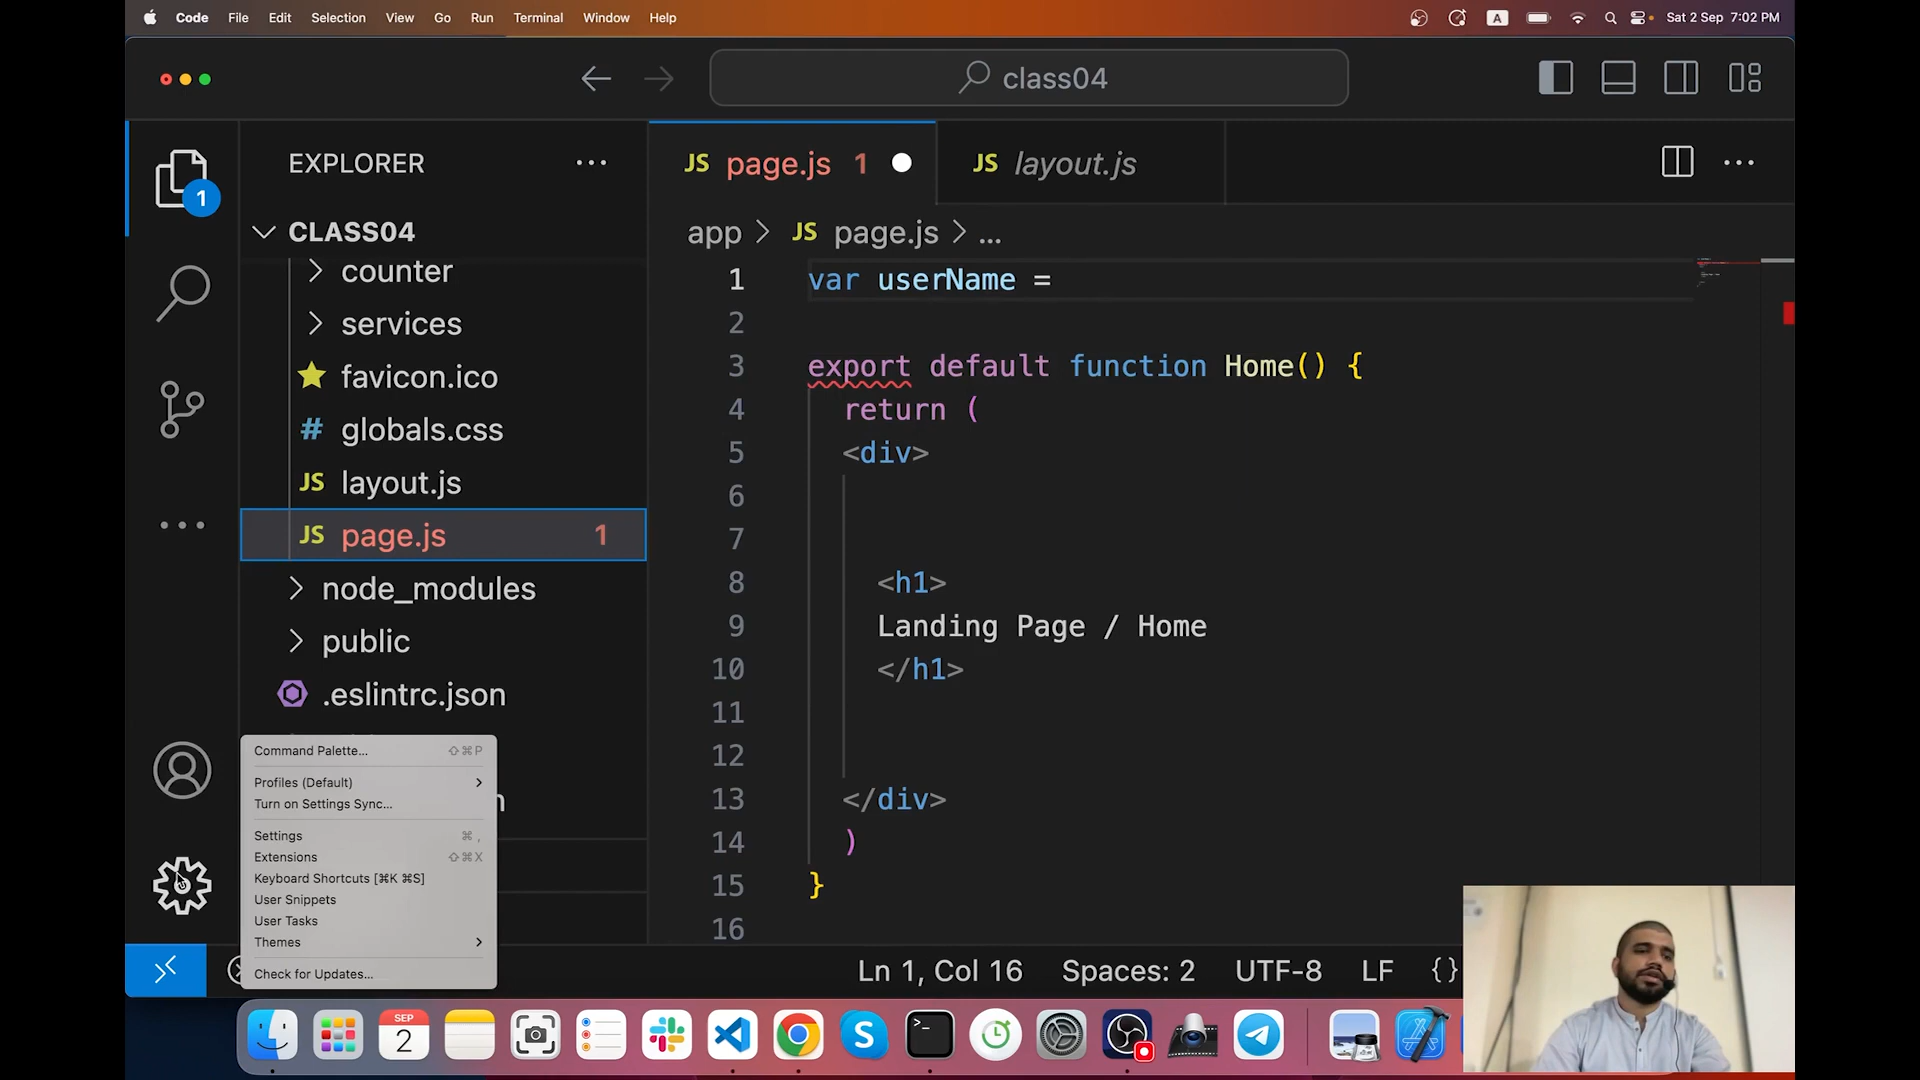 Code File Edit Selection View Go Run Terminal Window Help
A Sat 2 Sep 7:02 PM
class04
EXPLORER
JS page.js 1
JS layout.js
1
CLASS04
app > JS page.js > ...
counter
services
favicon.ico
# globals.css
JS layout.js
JS page.js 1
node_modules
public
.eslintrc.json
1 var userName =
2
3 export default function Home() {
4 return (
5 <div>
6
7
8 <h1>
9 Landing Page / Home
10 </h1>
11
12
13 </div>
14 )
15 }
16
Command Palette... ⇧⌘P
Profiles (Default)
Turn on Settings Sync...
Settings ⌘,
Extensions ⇧⌘X
Keyboard Shortcuts [⌘K ⌘S]
User Snippets
User Tasks
Themes
Check for Updates...
Ln 1, Col 16 Spaces: 2 UTF-8 LF {}
SEP
2